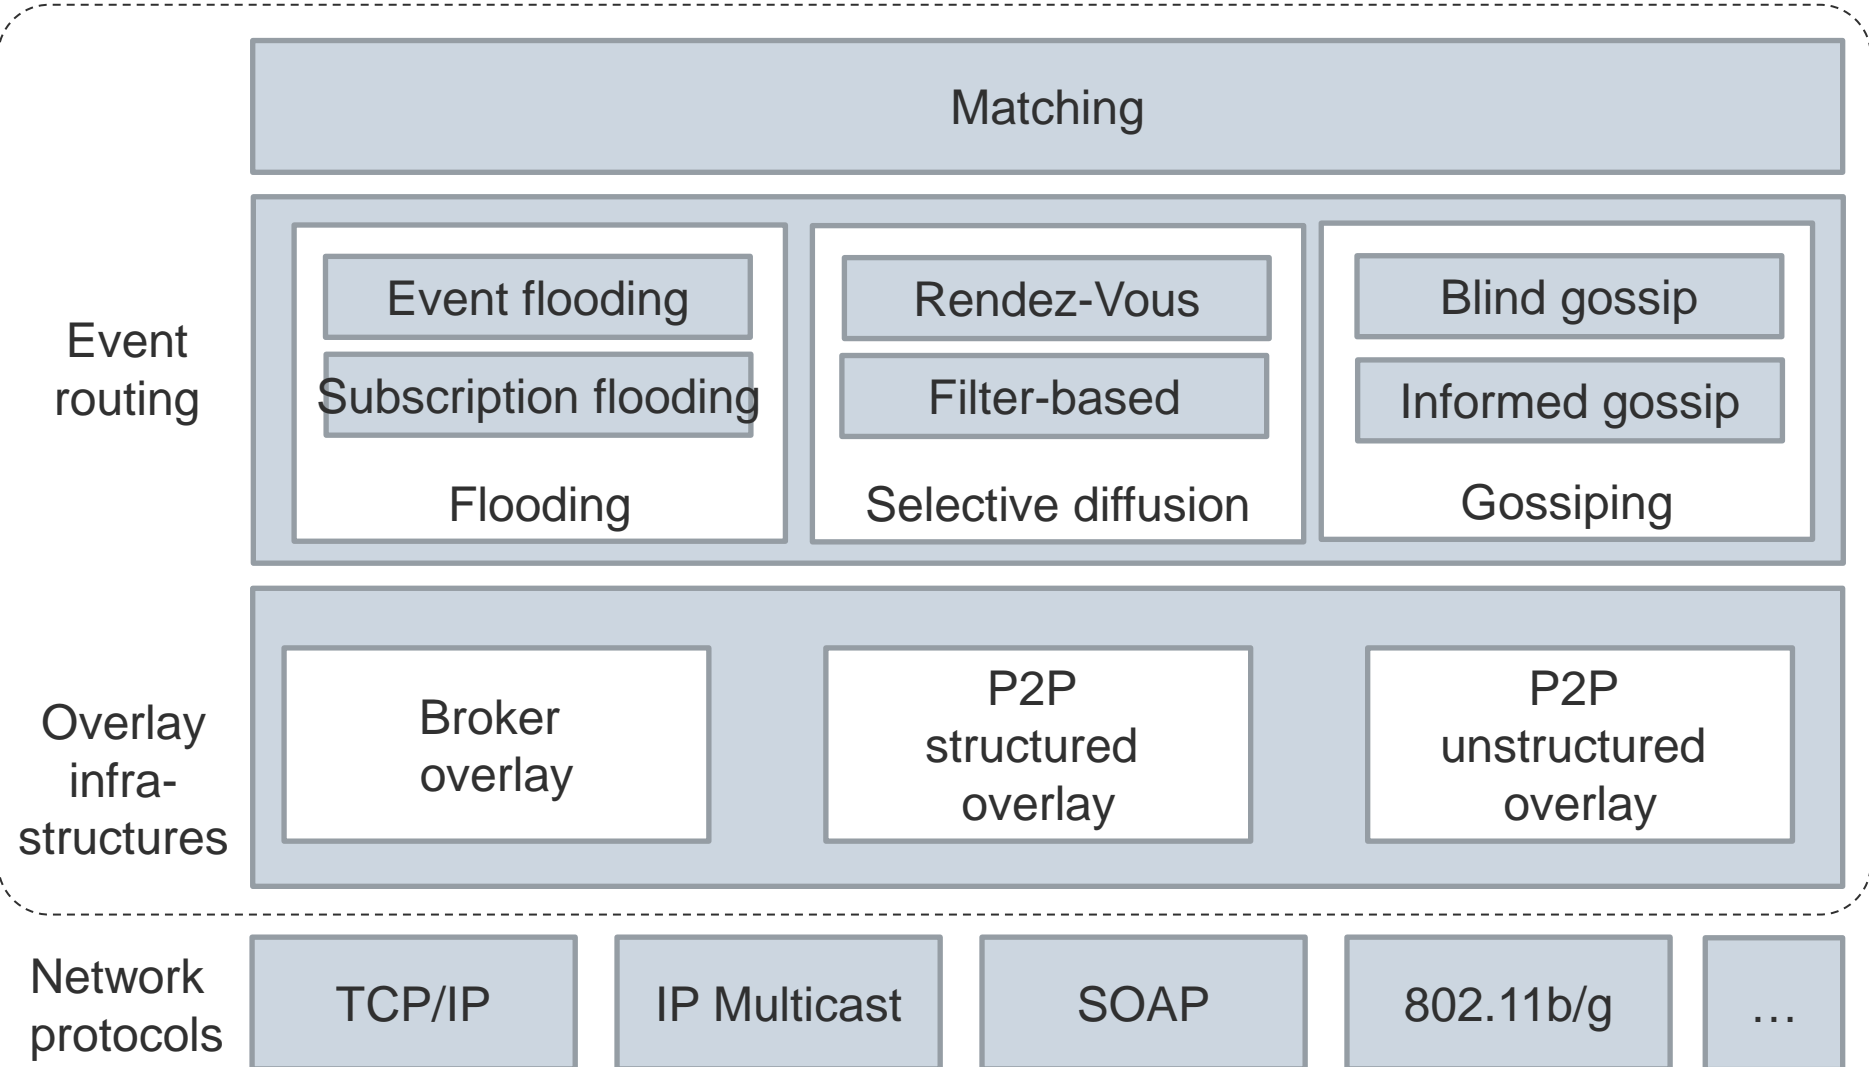 Matching
Event
routing
Event flooding
Subscription flooding
Flooding
Rendez-Vous
Filter-based
Selective diffusion
Blind gossip
Informed gossip
Gossiping
Overlay
infra-
structures
Broker
overlay
P2P
structured
overlay
P2P
unstructured
overlay
Network
protocols
TCP/IP
IP Multicast
SOAP
802.11b/g
…